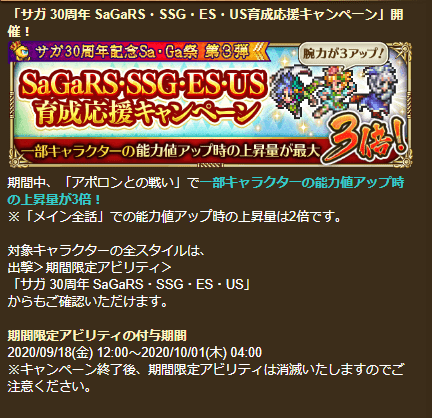 「サガ 30周年 SaGaRS・SSG・ES・US育成応援キャンペーン」開
催！
サガ30周年記念Sa・Ga祭 第3弾
腕力が3アップ！
SaGaRS・SSG・ES・US
育成応援キャンペーン
一部キャラクターの能力値アップ時の上昇量が最大
3倍！
期間中、「アポロンとの戦い」で一部キャラクターの能力値アップ時
の上昇量が3倍！
※「メイン全話」での能力値アップ時の上昇量は2倍です。
対象キャラクターの全スタイルは、
出撃＞期間限定アビリティ＞
「サガ 30周年 SaGaRS・SSG・ES・US」
からもご確認いただけます。
期間限定アビリティの付与期間
2020/09/18(金) 12:00～2020/10/01(木) 04:00
※キャンペーン終了後、期間限定アビリティは消滅いたしますのでご
注意ください。